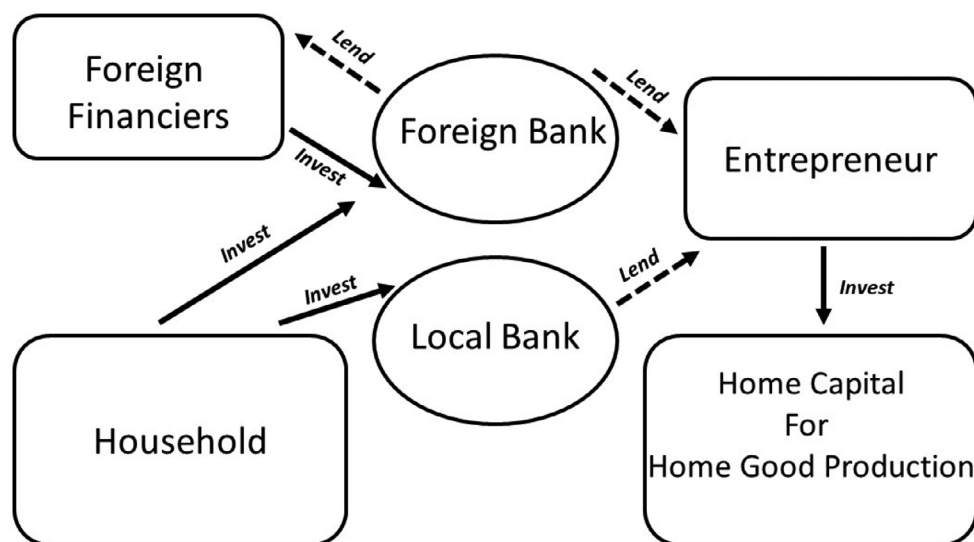 Foreign
Financiers
Lend
Foreign Bank
Lend
Entrepreneur
Invest
Invest
Invest
Local Bank
Lend
Invest
Household
Home Capital
For
Home Good Production